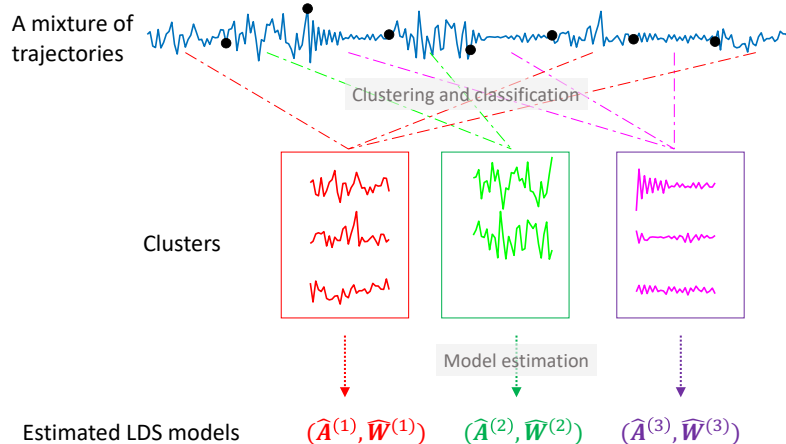 A mixture of
trajectories
Clustering and classification
Clusters
Model estimation
Estimated LDS models
(Â⁽¹⁾, Ŵ⁽¹⁾)
(Â⁽²⁾, Ŵ⁽²⁾)
(Â⁽³⁾, Ŵ⁽³⁾)